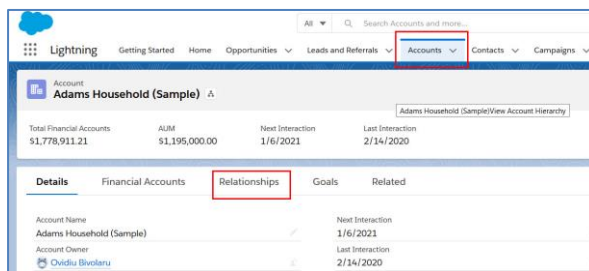 All Search Accounts and more...
Lightning Getting Started Home Opportunities Leads and Referrals Accounts Contacts Campaigns
Account
Adams Household (Sample)
Adams Household (Sample)View Account Hierarchy
Total Financial Accounts AUM Next Interaction Last Interaction
$1,778,911.21 $1,195,000.00 1/6/2021 2/14/2020
Details Financial Accounts Relationships Goals Related
Account Name Next Interaction
Adams Household (Sample) 1/6/2021
Account Owner Last Interaction
Ovidiu Bivolaru 2/14/2020